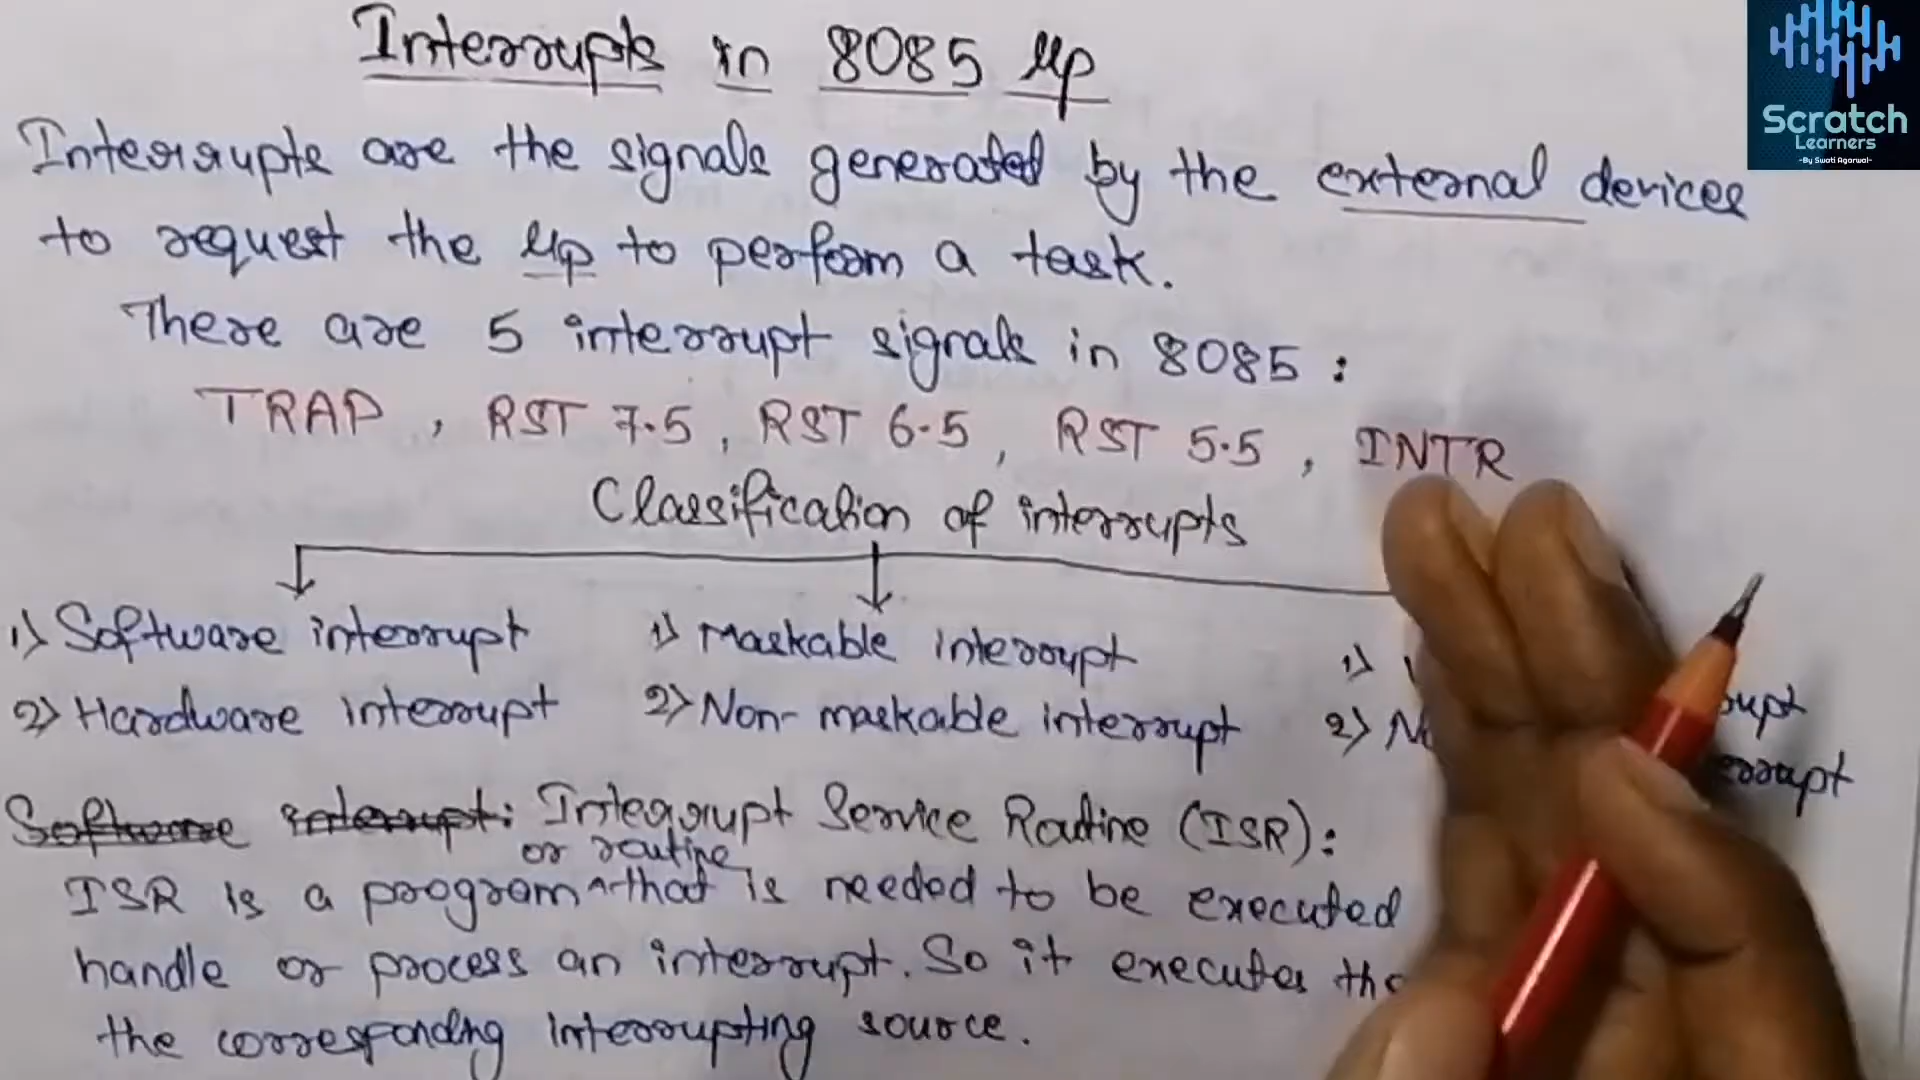 Interrupts in 8085 μp
Interrupts are the signals generated by the external devices
to request the μp to perform a task.
There are 5 interrupt signals in 8085 :
TRAP , RST 7.5 , RST 6.5 , RST 5.5 , INTR
Classification of interrupts
1) Software interrupt
2) Hardware interrupt
1) Maskable interrupt
2) Non-maskable interrupt
1)
2)
Software interrupt: Interrupt Service Routine (ISR):
or routine
ISR is a program ^ that is needed to be executed
handle or process an interrupt. So it executes
the corresponding interrupting source.
Scratch
Learners
-By Swati Agarwal-